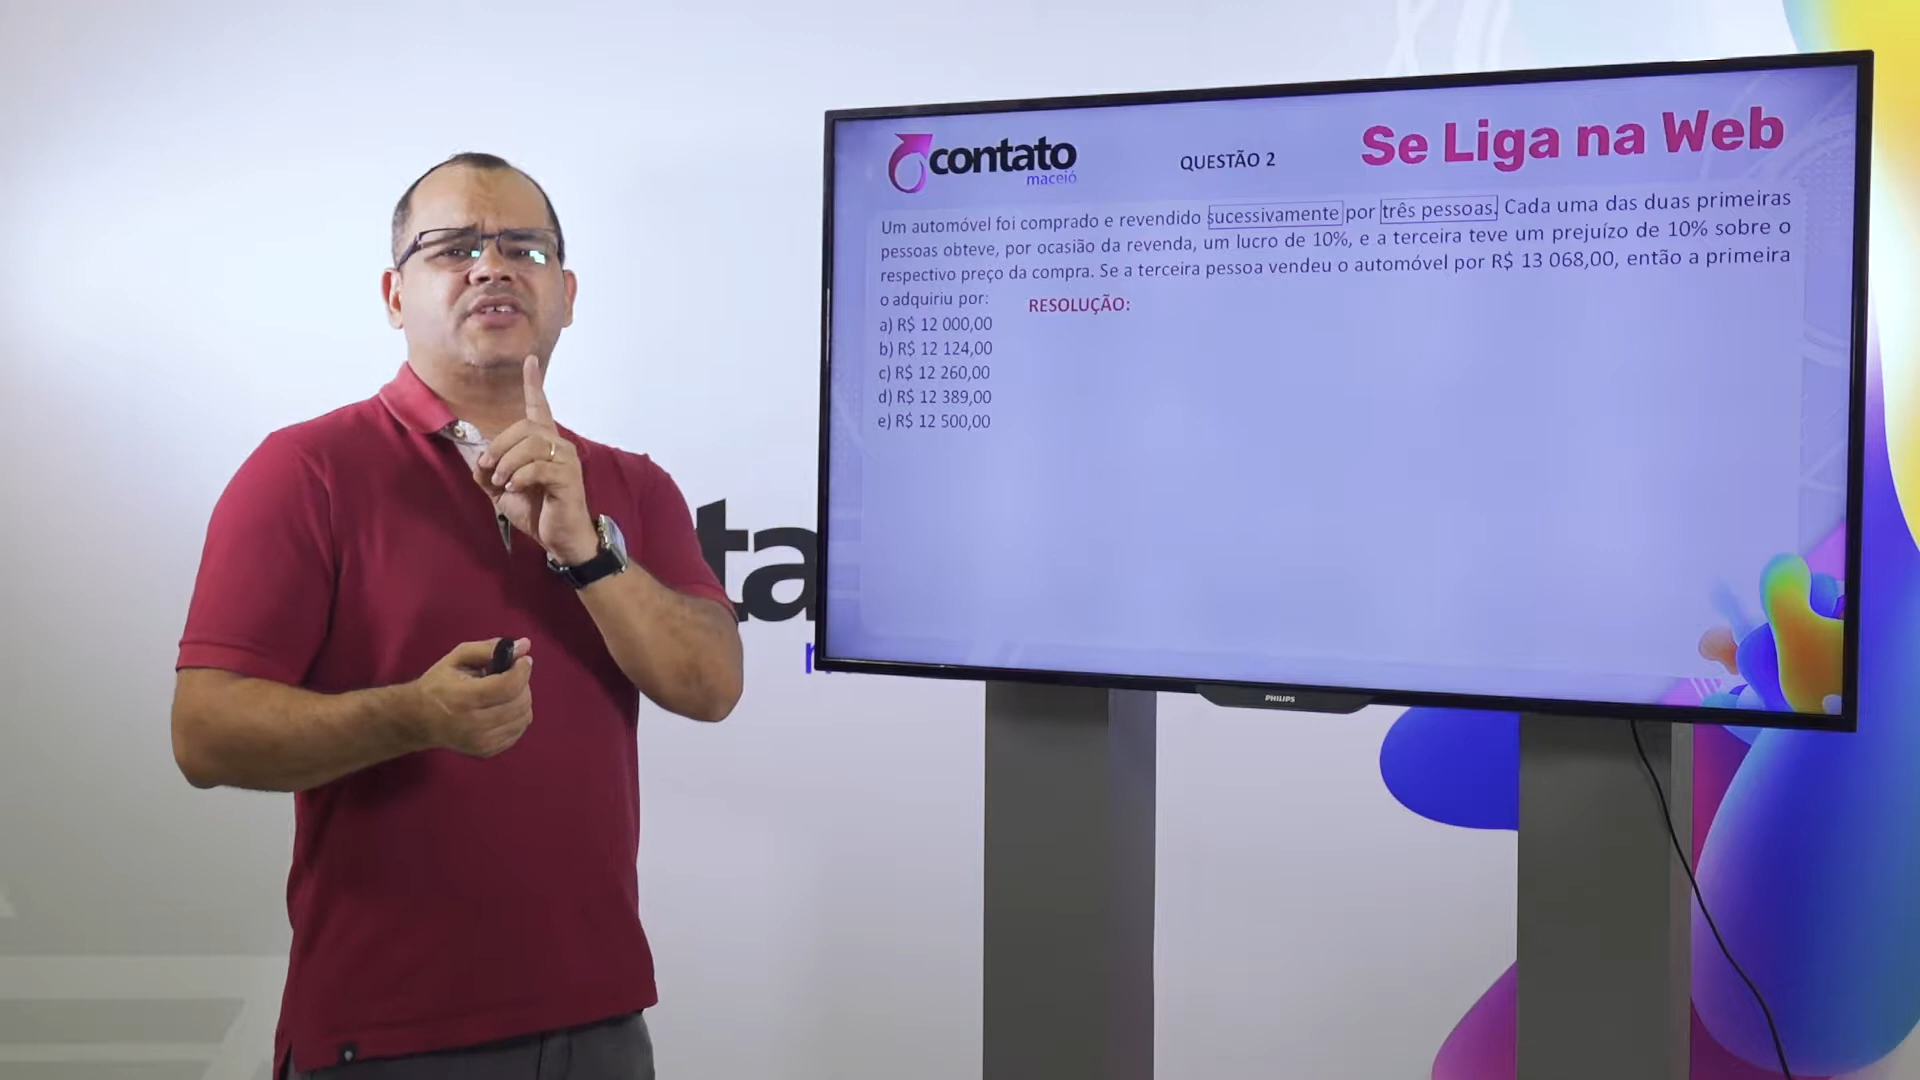 contato
maceió
QUESTÃO 2
Se Liga na Web
Um automóvel foi comprado e revendido sucessivamente por três pessoas. Cada uma das duas primeiras
pessoas obteve, por ocasião da revenda, um lucro de 10%, e a terceira teve um prejuízo de 10% sobre o
respectivo preço da compra. Se a terceira pessoa vendeu o automóvel por R$ 13 068,00, então a primeira
o adquiriu por:
RESOLUÇÃO:
a) R$ 12 000,00
b) R$ 12 124,00
c) R$ 12 260,00
d) R$ 12 389,00
e) R$ 12 500,00
ta
PHILIPS